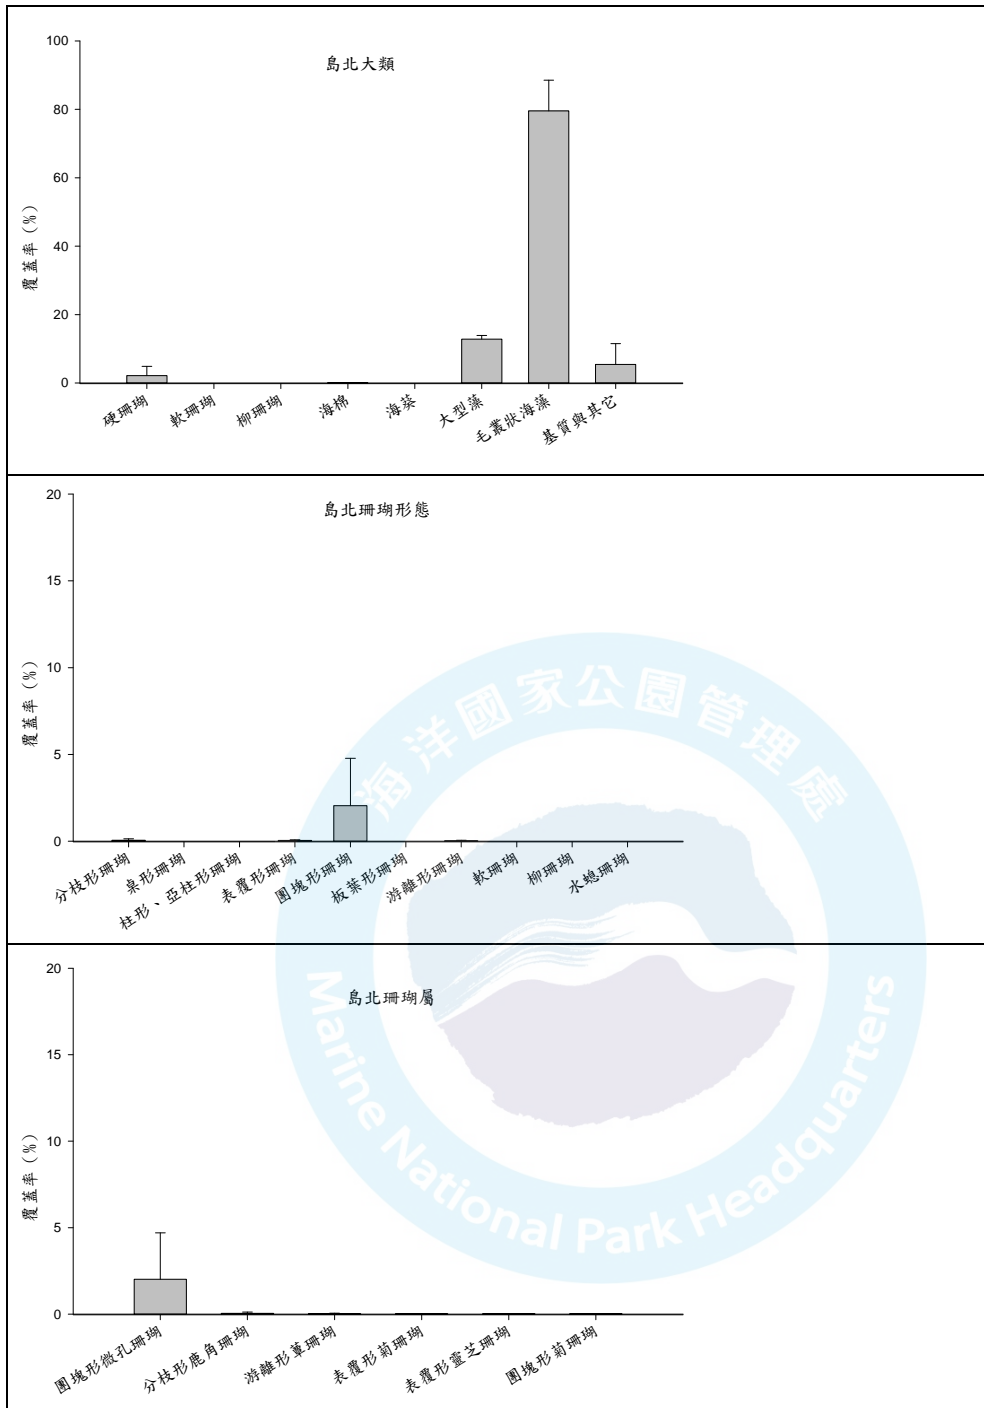 島北大類
100
80
60
40
20
0
覆蓋率 (%)
硬珊瑚
軟珊瑚
柳珊瑚
海棉
海葵
大型藻
毛叢狀海藻
基質與其它
島北珊瑚形態
20
15
10
5
0
覆蓋率 (%)
分枝形珊瑚
桌形珊瑚
柱形、亞柱形珊瑚
表覆形珊瑚
團塊形珊瑚
板葉形珊瑚
游離形珊瑚
軟珊瑚
柳珊瑚
水螅珊瑚
島北珊瑚屬
20
15
10
5
0
覆蓋率 (%)
團塊形微孔珊瑚
分枝形鹿角珊瑚
游離形蕈珊瑚
表覆形菊珊瑚
表覆形靈芝珊瑚
團塊形菊珊瑚
海洋國家公園管理處
Marine National Park Headquarters